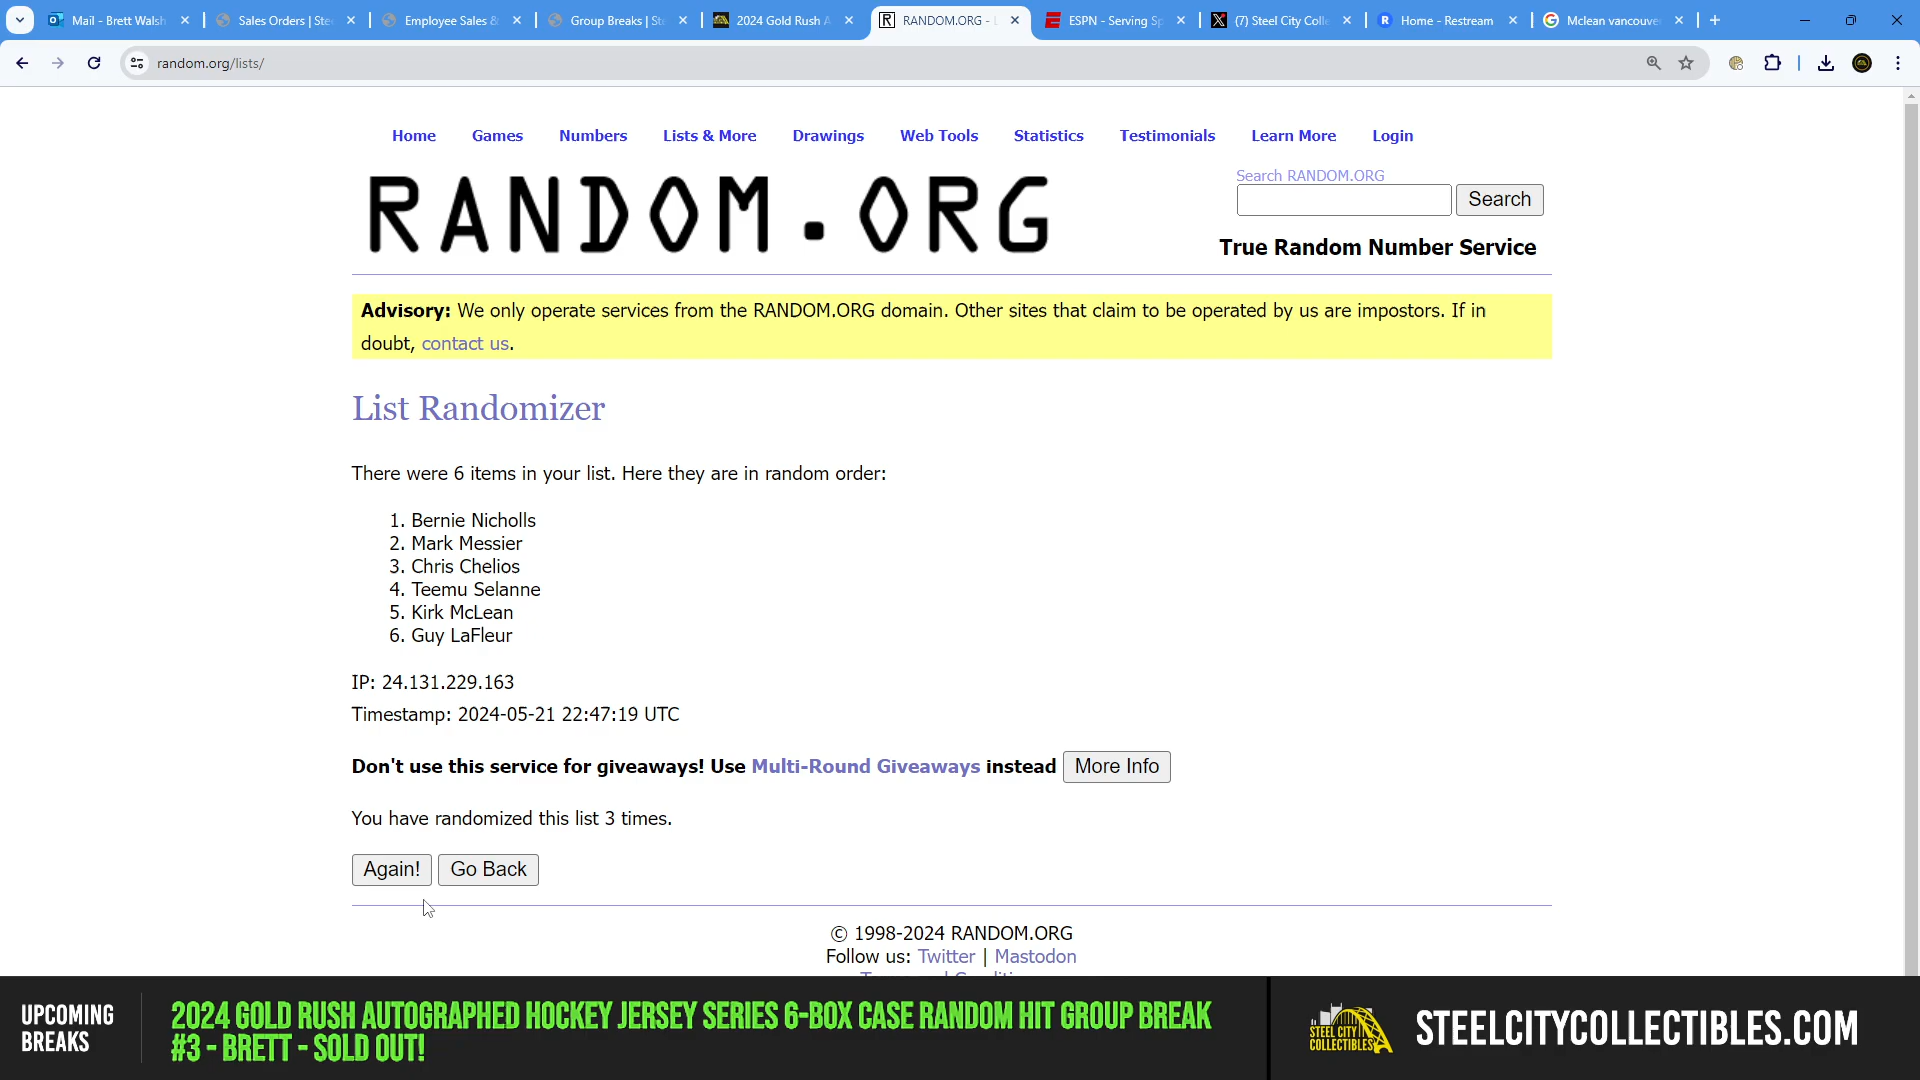 Mail - Brett Walsh
Sales Orders | Ste
Employee Sales &
Group Breaks | St
2024 Gold Rush A
RANDOM.ORG - L
ESPN - Serving Sp
(7) Steel City Colle
Home - Restream
Mclean vancouve
random.org/lists/
Home Games Numbers Lists & More Drawings Web Tools Statistics Testimonials Learn More Login
RANDOM.ORG
Search RANDOM.ORG
Search
True Random Number Service
Advisory: We only operate services from the RANDOM.ORG domain. Other sites that claim to be operated by us are impostors. If in
doubt, contact us.
List Randomizer
There were 6 items in your list. Here they are in random order:
1. Bernie Nicholls
2. Mark Messier
3. Chris Chelios
4. Teemu Selanne
5. Kirk McLean
6. Guy LaFleur
IP: 24.131.229.163
Timestamp: 2024-05-21 22:47:19 UTC
Don't use this service for giveaways! Use Multi-Round Giveaways instead More Info
You have randomized this list 3 times.
Again! Go Back
© 1998-2024 RANDOM.ORG
Follow us: Twitter | Mastodon
UPCOMING
BREAKS
2024 GOLD RUSH AUTOGRAPHED HOCKEY JERSEY SERIES 6-BOX CASE RANDOM HIT GROUP BREAK
#3 - BRETT - SOLD OUT!
STEEL CITY
COLLECTIBLES
STEELCITYCOLLECTIBLES.COM